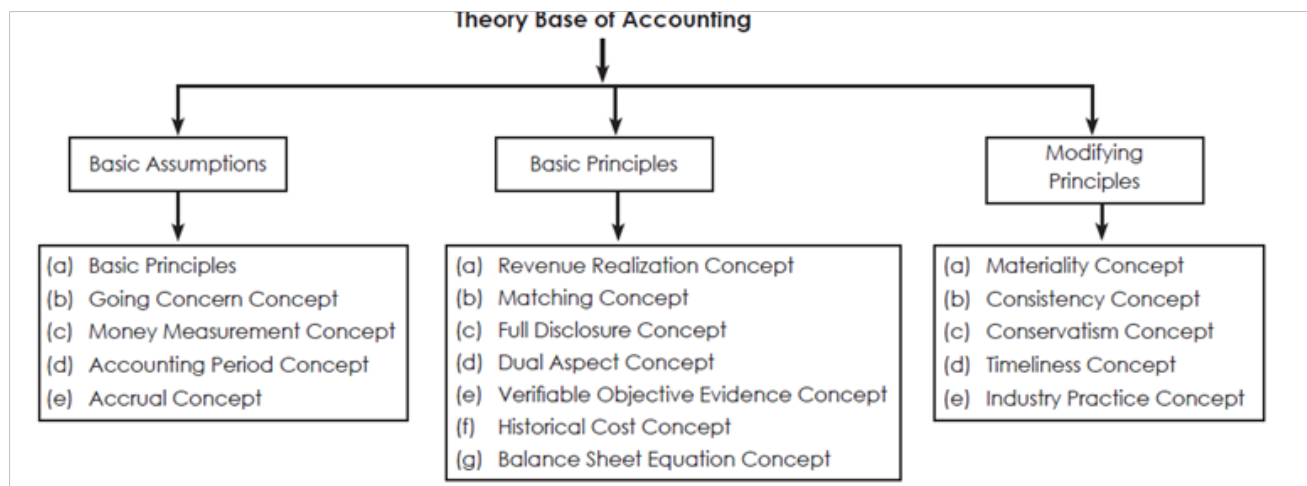 Theory Base of Accounting
Basic Assumptions
(a) Basic Principles
(b) Going Concern Concept
(c) Money Measurement Concept
(d) Accounting Period Concept
(e) Accrual Concept
Basic Principles
(a) Revenue Realization Concept
(b) Matching Concept
(c) Full Disclosure Concept
(d) Dual Aspect Concept
(e) Verifiable Objective Evidence Concept
(f) Historical Cost Concept
(g) Balance Sheet Equation Concept
Modifying
Principles
(a) Materiality Concept
(b) Consistency Concept
(c) Conservatism Concept
(d) Timeliness Concept
(e) Industry Practice Concept